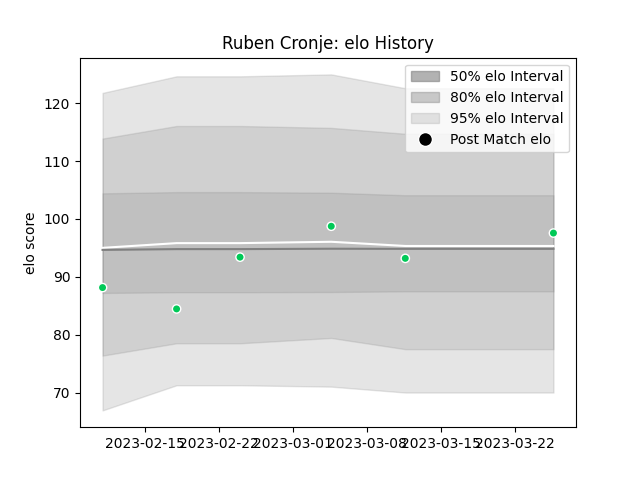 Ruben Cronje: elo History
50% elo Interval
80% elo Interval
95% elo Interval
Post Match elo
elo score
120
110
100
90
80
70
2023-02-15
2023-02-22
2023-03-01
2023-03-08
2023-03-15
2023-03-22